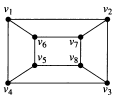 v₁ v₂
v₆ v₇
v₅ v₈
v₄ v₃